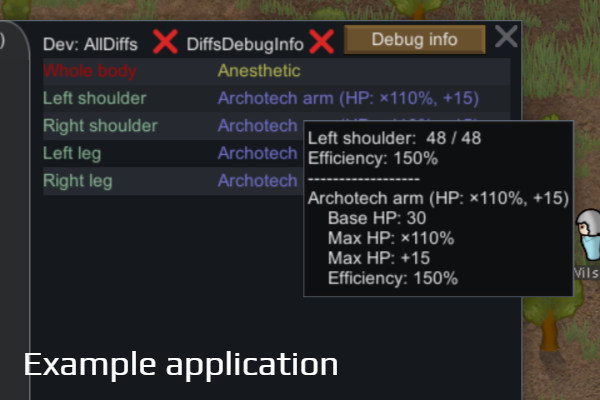 )
Dev: AllDiffs DiffsDebugInfo Debug info
Whole body Anesthetic
Left shoulder Archotech arm (HP: ×110%, +15)
Right shoulder Archotech
Left leg Archotech
Right leg Archotech
Left shoulder: 48 / 48
Efficiency: 150%
------------------
Archotech arm (HP: ×110%, +15)
Base HP: 30
Max HP: ×110%
Max HP: +15
Efficiency: 150%
Vils
Example application